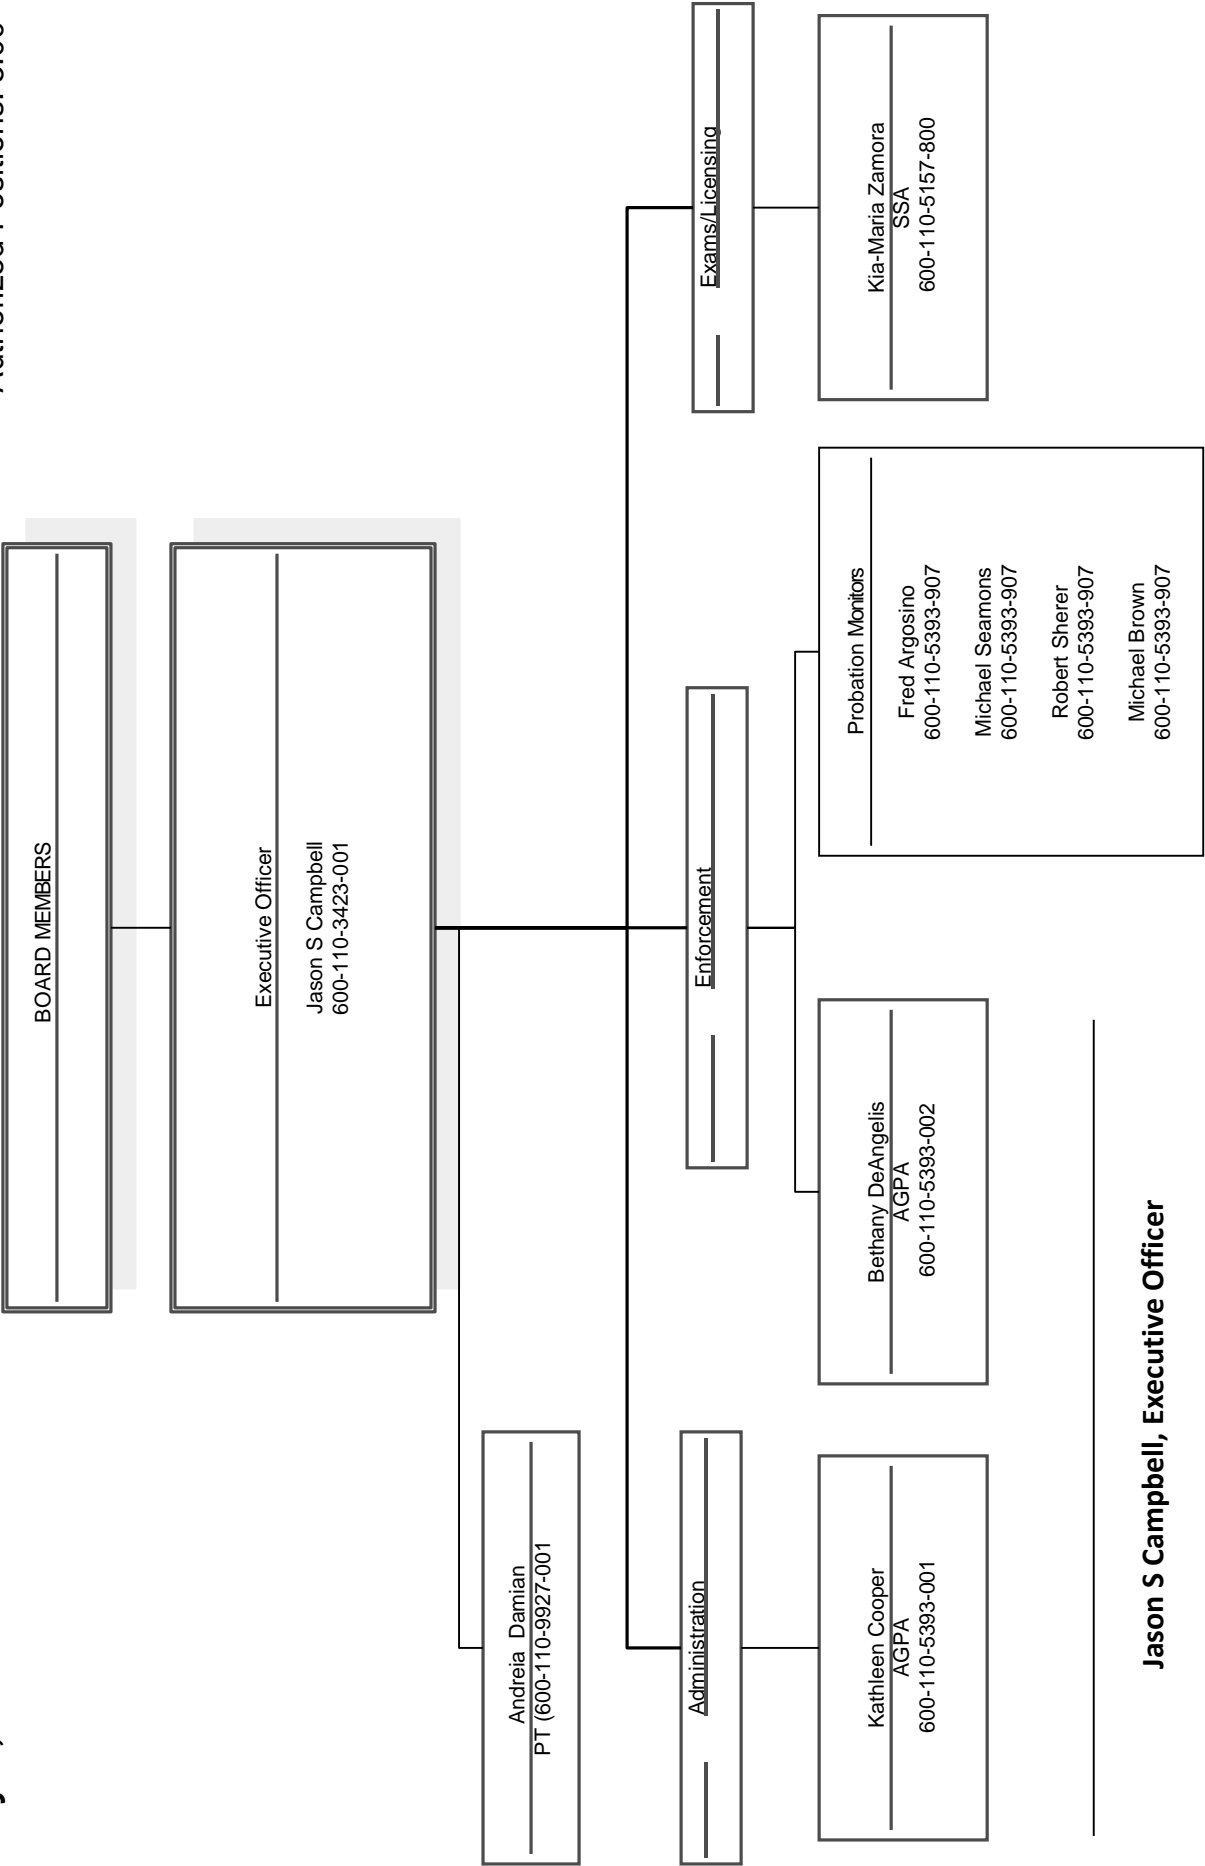 BOARD MEMBERS
Executive Officer
Jason S Campbell
600-110-3423-001
Andreia Damian
PT (600-110-9927-001
Administration
Enforcement
Exams/Licensing
Kathleen Cooper
AGPA
600-110-5393-001
Bethany DeAngelis
AGPA
600-110-5393-002
Probation Monitors
Fred Argosino
600-110-5393-907
Michael Seamons
600-110-5393-907
Robert Sherer
600-110-5393-907
Michael Brown
600-110-5393-907
Kia-Maria Zamora
SSA
600-110-5157-800
Jason S Campbell, Executive Officer